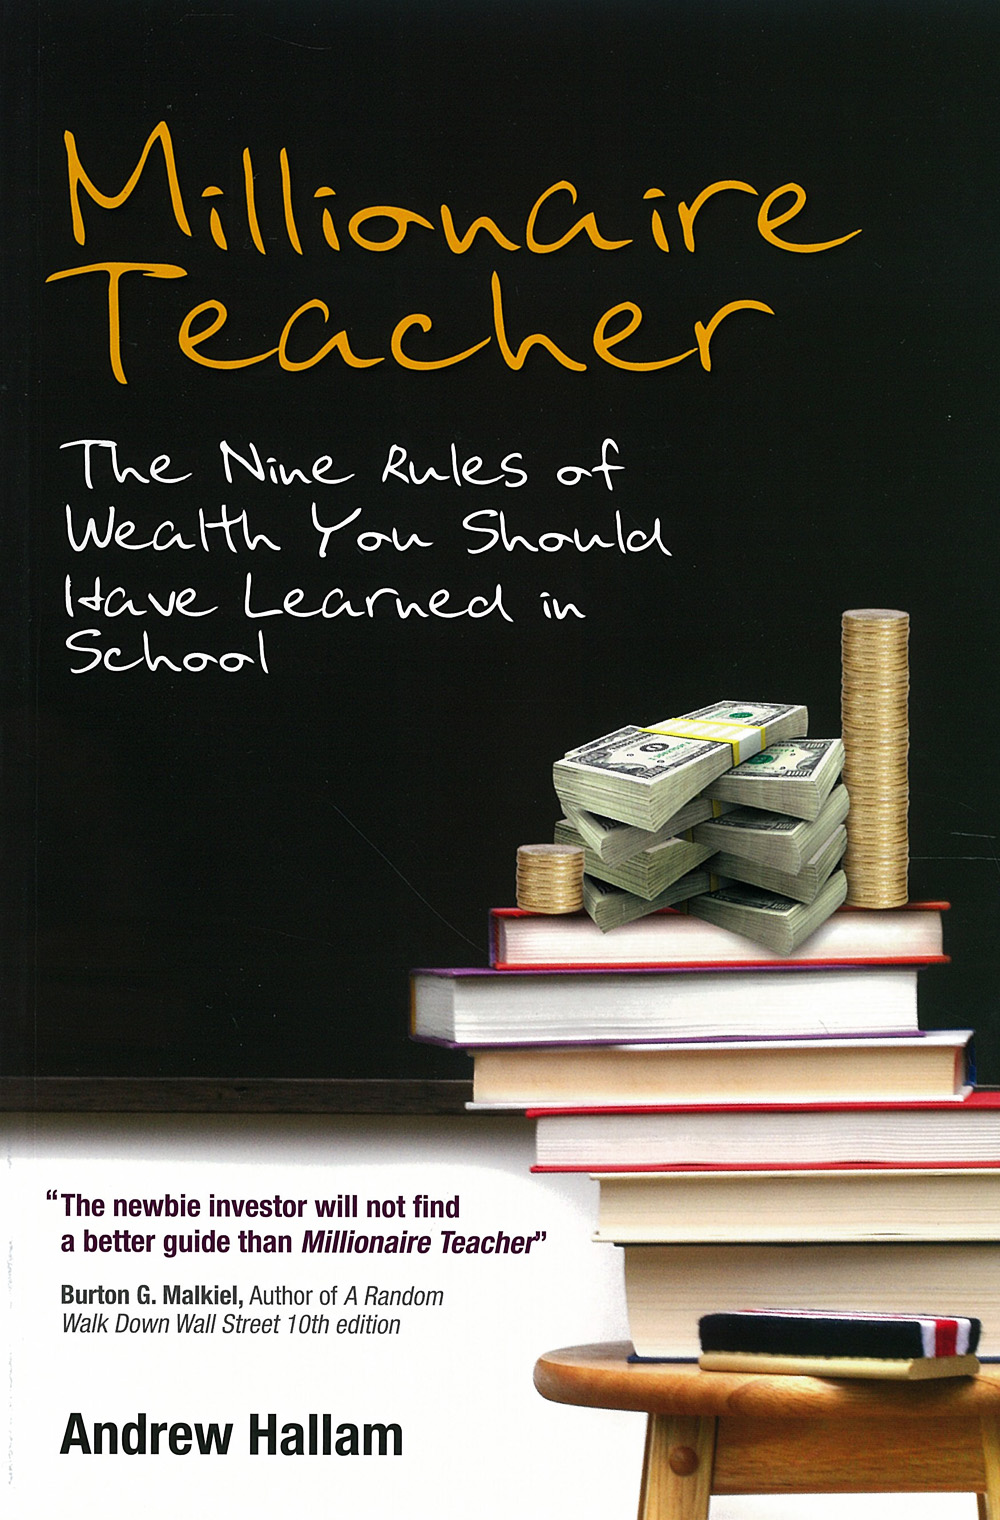 Millionaire
Teacher
The Nine Rules of
Wealth You Should
Have Learned in
School
“The newbie investor will not find
a better guide than Millionaire Teacher”
Burton G. Malkiel, Author of A Random
Walk Down Wall Street 10th edition
Andrew Hallam